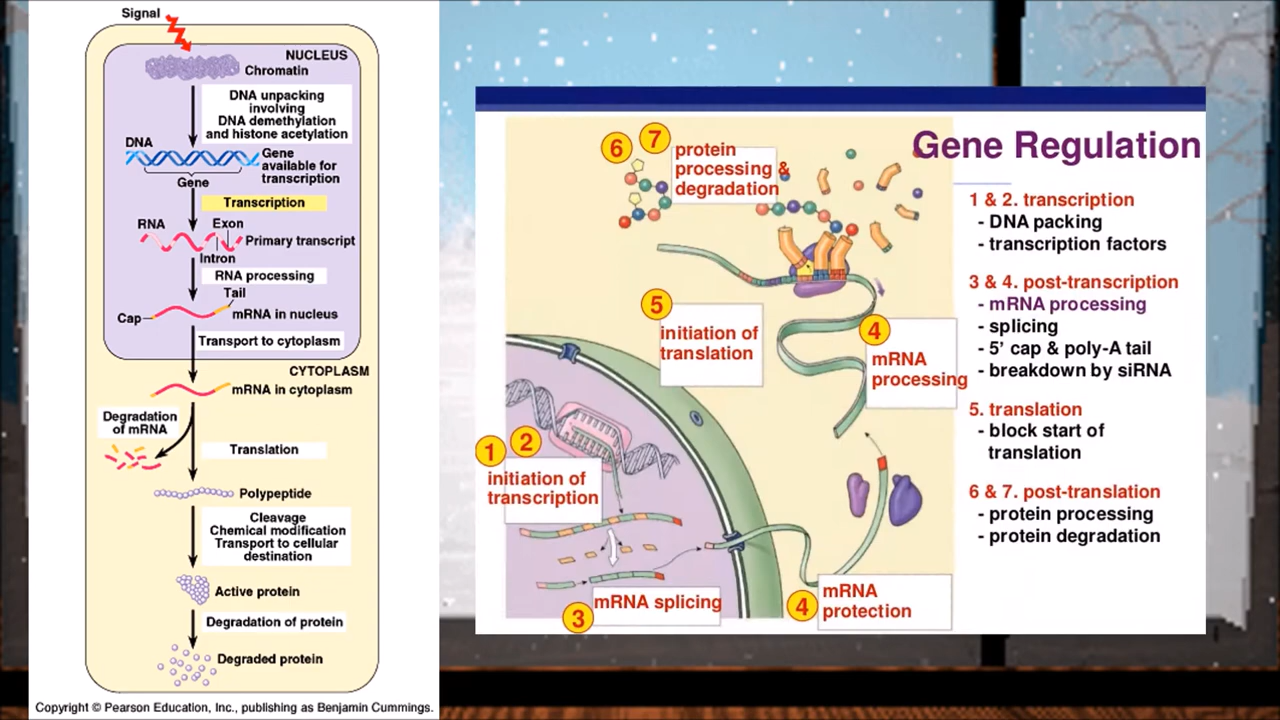 Signal
NUCLEUS
Chromatin
DNA unpacking
involving
DNA demethylation
and histone acetylation
DNA
Gene
available for
transcription
Gene
Transcription
RNA
Exon
Primary transcript
Intron
RNA processing
Tail
Cap
mRNA in nucleus
Transport to cytoplasm
CYTOPLASM
mRNA in cytoplasm
Degradation
of mRNA
Translation
Polypeptide
Cleavage
Chemical modification
Transport to cellular
destination
Active protein
Degradation of protein
Degraded protein
Copyright © Pearson Education, Inc., publishing as Benjamin Cummings.
6 7
protein
processing &
degradation
5
initiation of
translation
4
mRNA
processing
1 2
initiation of
transcription
mRNA splicing
3
4
mRNA
protection
Gene Regulation
1 & 2. transcription
- DNA packing
- transcription factors
3 & 4. post-transcription
- mRNA processing
- splicing
- 5’ cap & poly-A tail
- breakdown by siRNA
5. translation
- block start of
translation
6 & 7. post-translation
- protein processing
- protein degradation